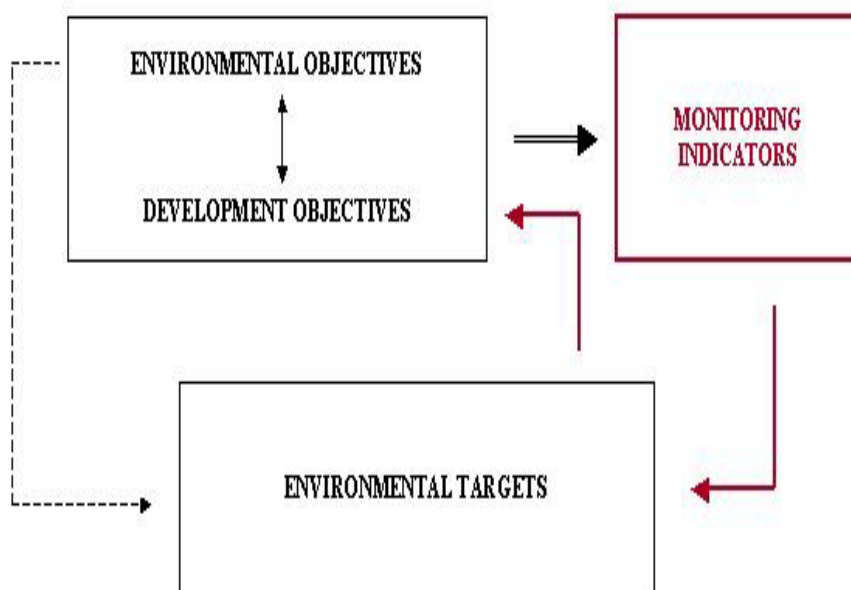 ENVIRONMENTAL OBJECTIVES
DEVELOPMENT OBJECTIVES
MONITORING
INDICATORS
ENVIRONMENTAL TARGETS